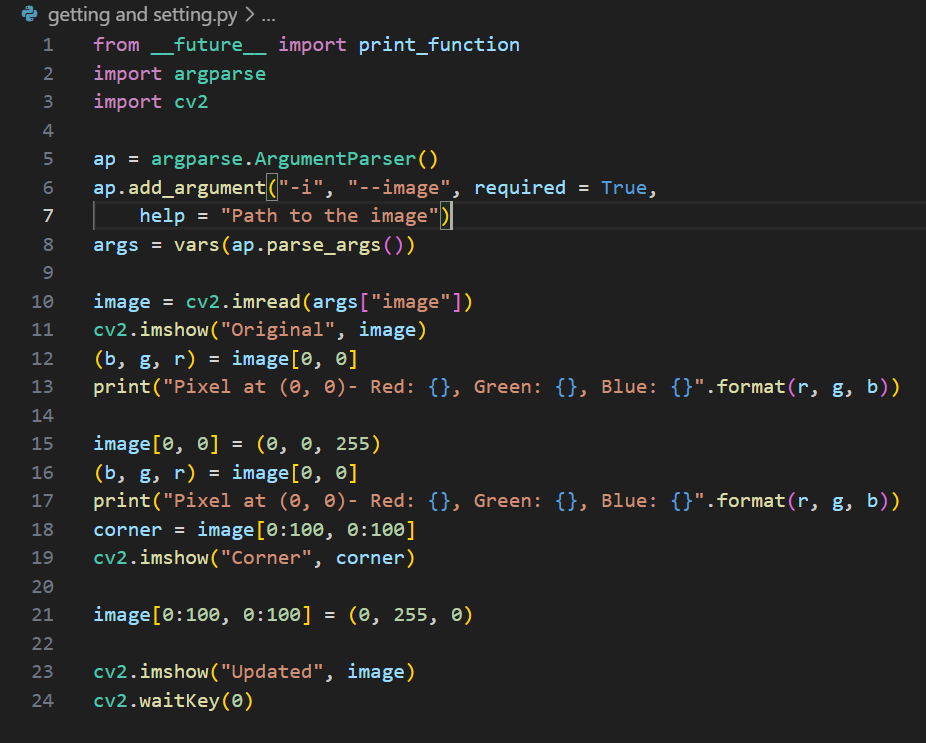 getting and setting.py > ...
1 from __future__ import print_function
2 import argparse
3 import cv2
4
5 ap = argparse.ArgumentParser()
6 ap.add_argument("-i", "--image", required = True,
7     help = "Path to the image")
8 args = vars(ap.parse_args())
9
10 image = cv2.imread(args["image"])
11 cv2.imshow("Original", image)
12 (b, g, r) = image[0, 0]
13 print("Pixel at (0, 0)- Red: {}, Green: {}, Blue: {}".format(r, g, b))
14
15 image[0, 0] = (0, 0, 255)
16 (b, g, r) = image[0, 0]
17 print("Pixel at (0, 0)- Red: {}, Green: {}, Blue: {}".format(r, g, b))
18 corner = image[0:100, 0:100]
19 cv2.imshow("Corner", corner)
20
21 image[0:100, 0:100] = (0, 255, 0)
22
23 cv2.imshow("Updated", image)
24 cv2.waitKey(0)